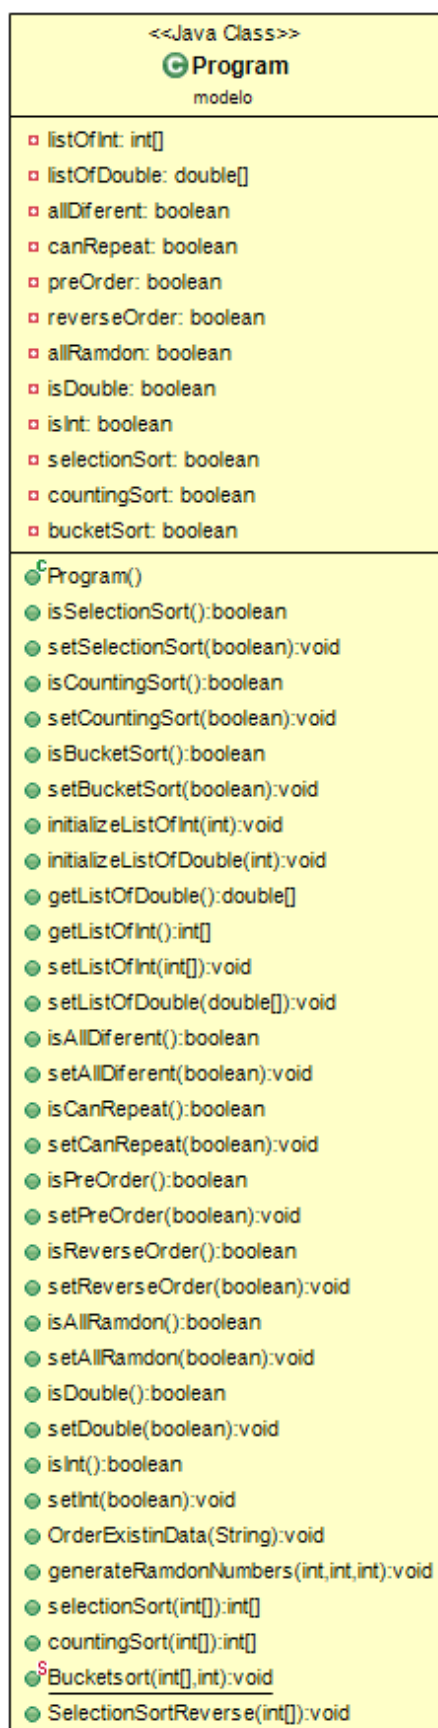 <<Java Class>>
Program
modelo
listOfInt: int[]
listOfDouble: double[]
allDiferent: boolean
canRepeat: boolean
preOrder: boolean
reverseOrder: boolean
allRamdon: boolean
isDouble: boolean
isInt: boolean
selectionSort: boolean
countingSort: boolean
bucketSort: boolean
Program()
isSelectionSort():boolean
setSelectionSort(boolean):void
isCountingSort():boolean
setCountingSort(boolean):void
isBucketSort():boolean
setBucketSort(boolean):void
initializeListOfInt(int):void
initializeListOfDouble(int):void
getListOfDouble():double[]
getListOfInt():int[]
setListOfInt(int[]):void
setListOfDouble(double[]):void
isAllDiferent():boolean
setAllDiferent(boolean):void
isCanRepeat():boolean
setCanRepeat(boolean):void
isPreOrder():boolean
setPreOrder(boolean):void
isReverseOrder():boolean
setReverseOrder(boolean):void
isAllRamdon():boolean
setAllRamdon(boolean):void
isDouble():boolean
setDouble(boolean):void
isInt():boolean
setInt(boolean):void
OrderExistinData(String):void
generateRamdonNumbers(int,int,int):void
selectionSort(int[]):int[]
countingSort(int[]):int[]
Bucketsort(int[],int):void
SelectionSortReverse(int[]):void